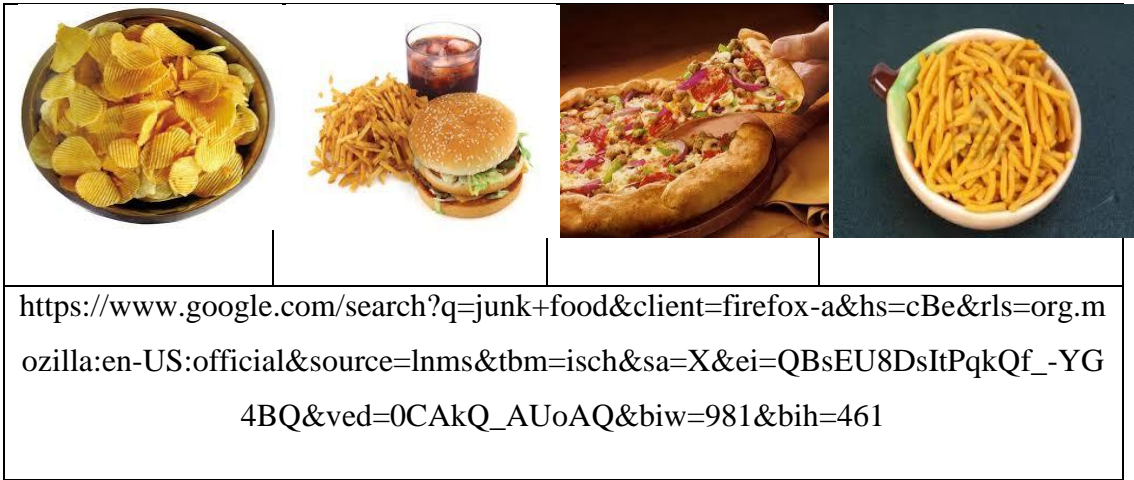 https://www.google.com/search?q=junk+food&client=firefox-a&hs=cBe&rls=org.m
ozilla:en-US:official&source=lnms&tbm=isch&sa=X&ei=QBsEU8DsItPqkQf_-YG
4BQ&ved=0CAkQ_AUoAQ&biw=981&bih=461